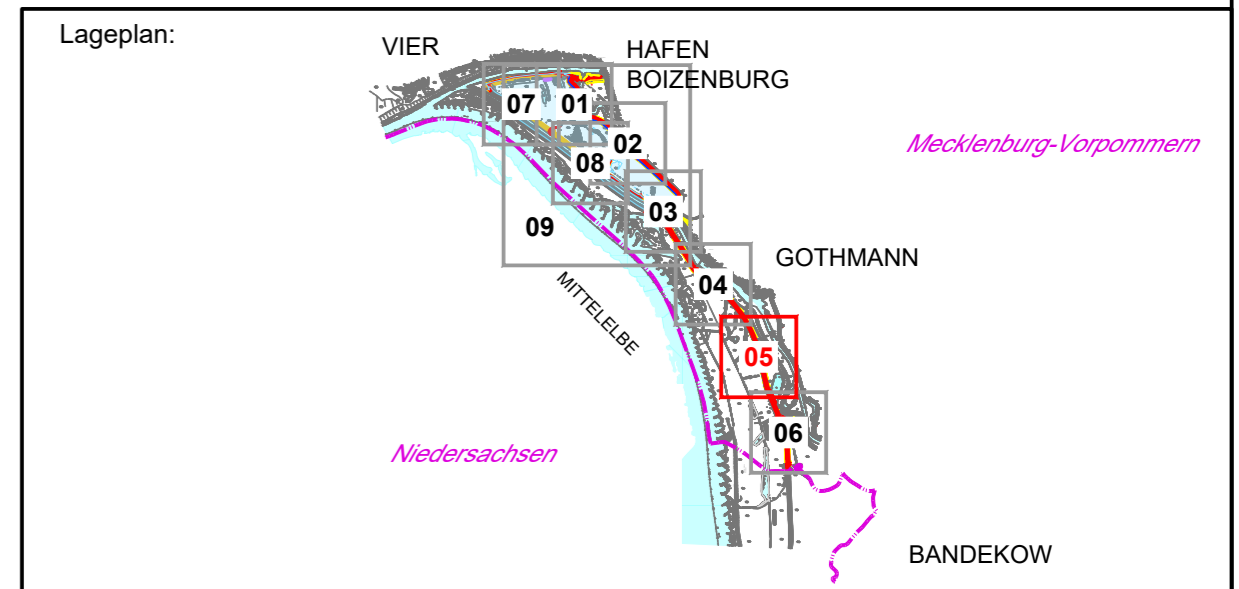 Lageplan:
VIER
HAFEN
BOIZENBURG
07
01
Mecklenburg-Vorpommern
02
08
03
09
GOTHMANN
04
MITTELELBE
05
06
Niedersachsen
BANDEKOW